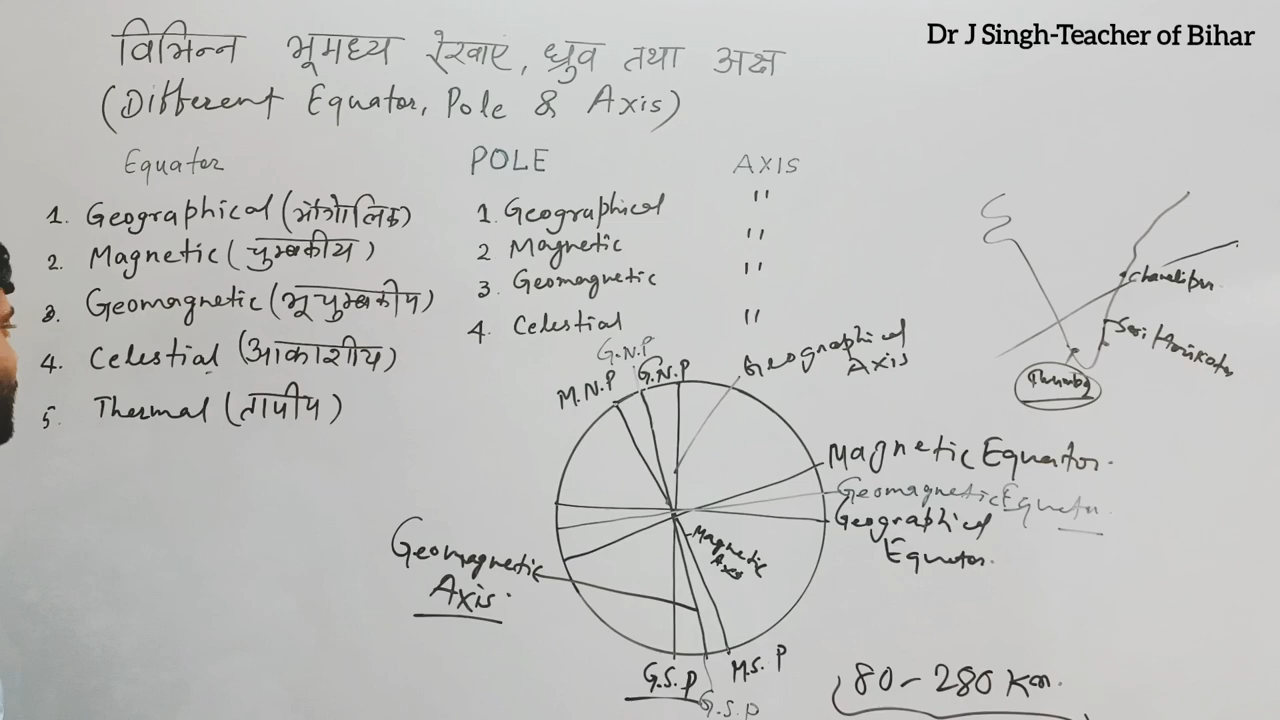 Dr J Singh-Teacher of Bihar
विभिन्न भूमध्य रेखाएं, ध्रुव तथा अक्ष
(Different Equator, Pole & Axis)
Equator
1. Geographical (भौगोलिक)
2. Magnetic (चुम्बकीय)
3. Geomagnetic (भू चुम्बकीय)
4. Celestial (आकाशीय)
5. Thermal (तापीय)
POLE
1. Geographical
2 Magnetic
3. Geomagnetic
4. Celestial
AXIS
"
"
"
"
G.N.P
M.N.P
G.N.P
Geographical
Axis
Magnetic Equator.
Geomagnetic Equator
Geographical
Equator.
Magnetic
Axis
Geomagnetic
Axis.
G.S.P
M.S.P
G.S.P
Chandipur
Thumba
80-280 Km.